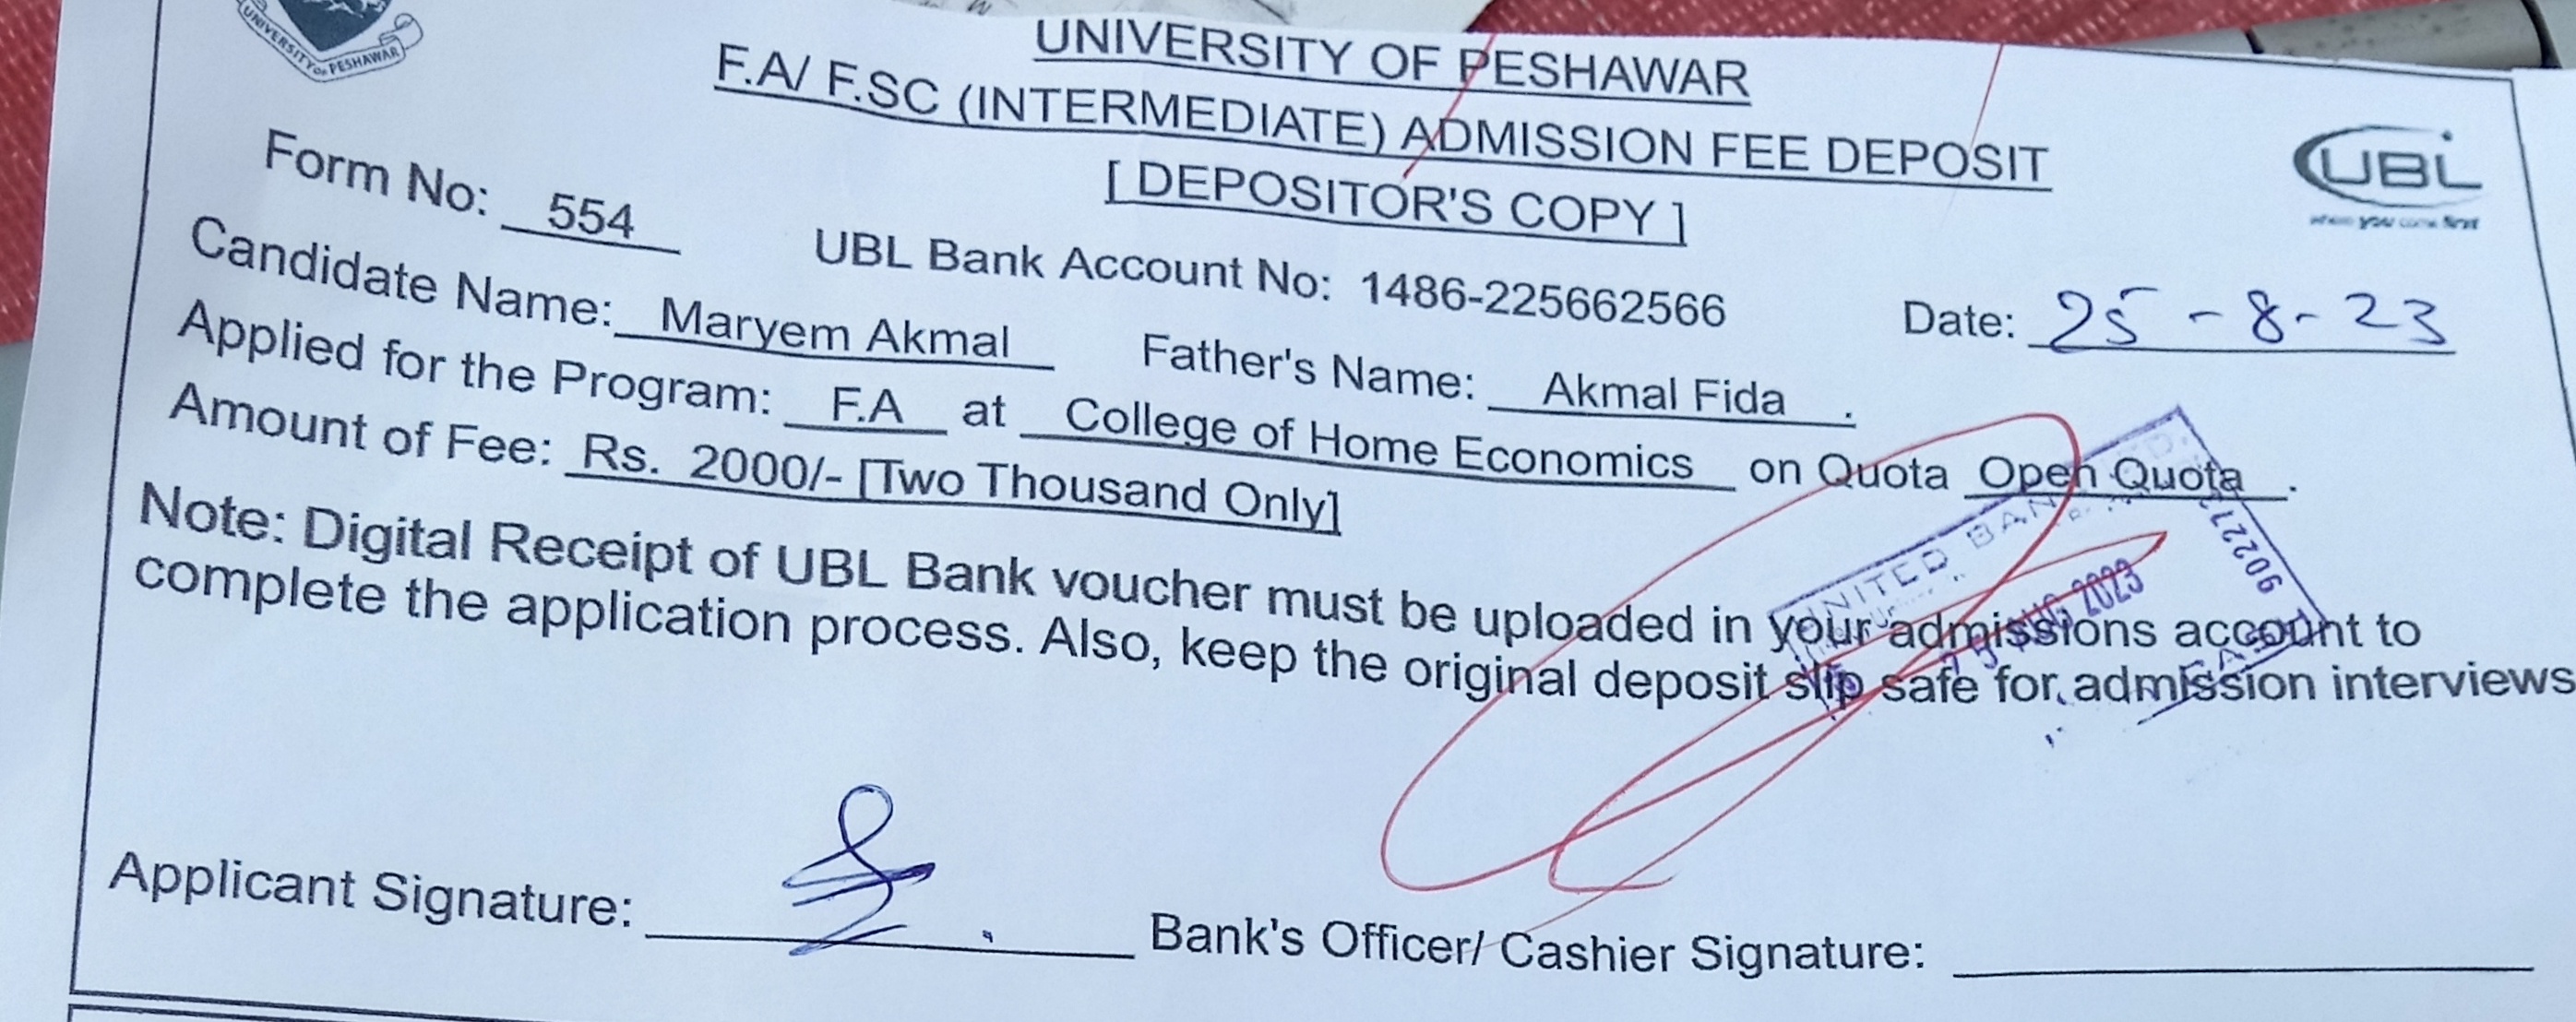 UNIVERSITY OF PESHAWAR
UNIVERSITY OF PESHAWAR
F.A/ F.SC (INTERMEDIATE) ADMISSION FEE DEPOSIT
[ DEPOSITOR'S COPY ]
UBL
where you come first
Form No: 554
UBL Bank Account No: 1486-225662566
Date: 25-8-23
Candidate Name: Maryem Akmal Father's Name: Akmal Fida .
Applied for the Program: F.A at College of Home Economics on Quota Open Quota .
Amount of Fee: Rs. 2000/- [Two Thousand Only]
Note: Digital Receipt of UBL Bank voucher must be uploaded in your admissions account to
complete the application process. Also, keep the original deposit slip safe for admission interviews
UNITED BANK
25 AUG 2023
Applicant Signature:
Bank's Officer/ Cashier Signature: